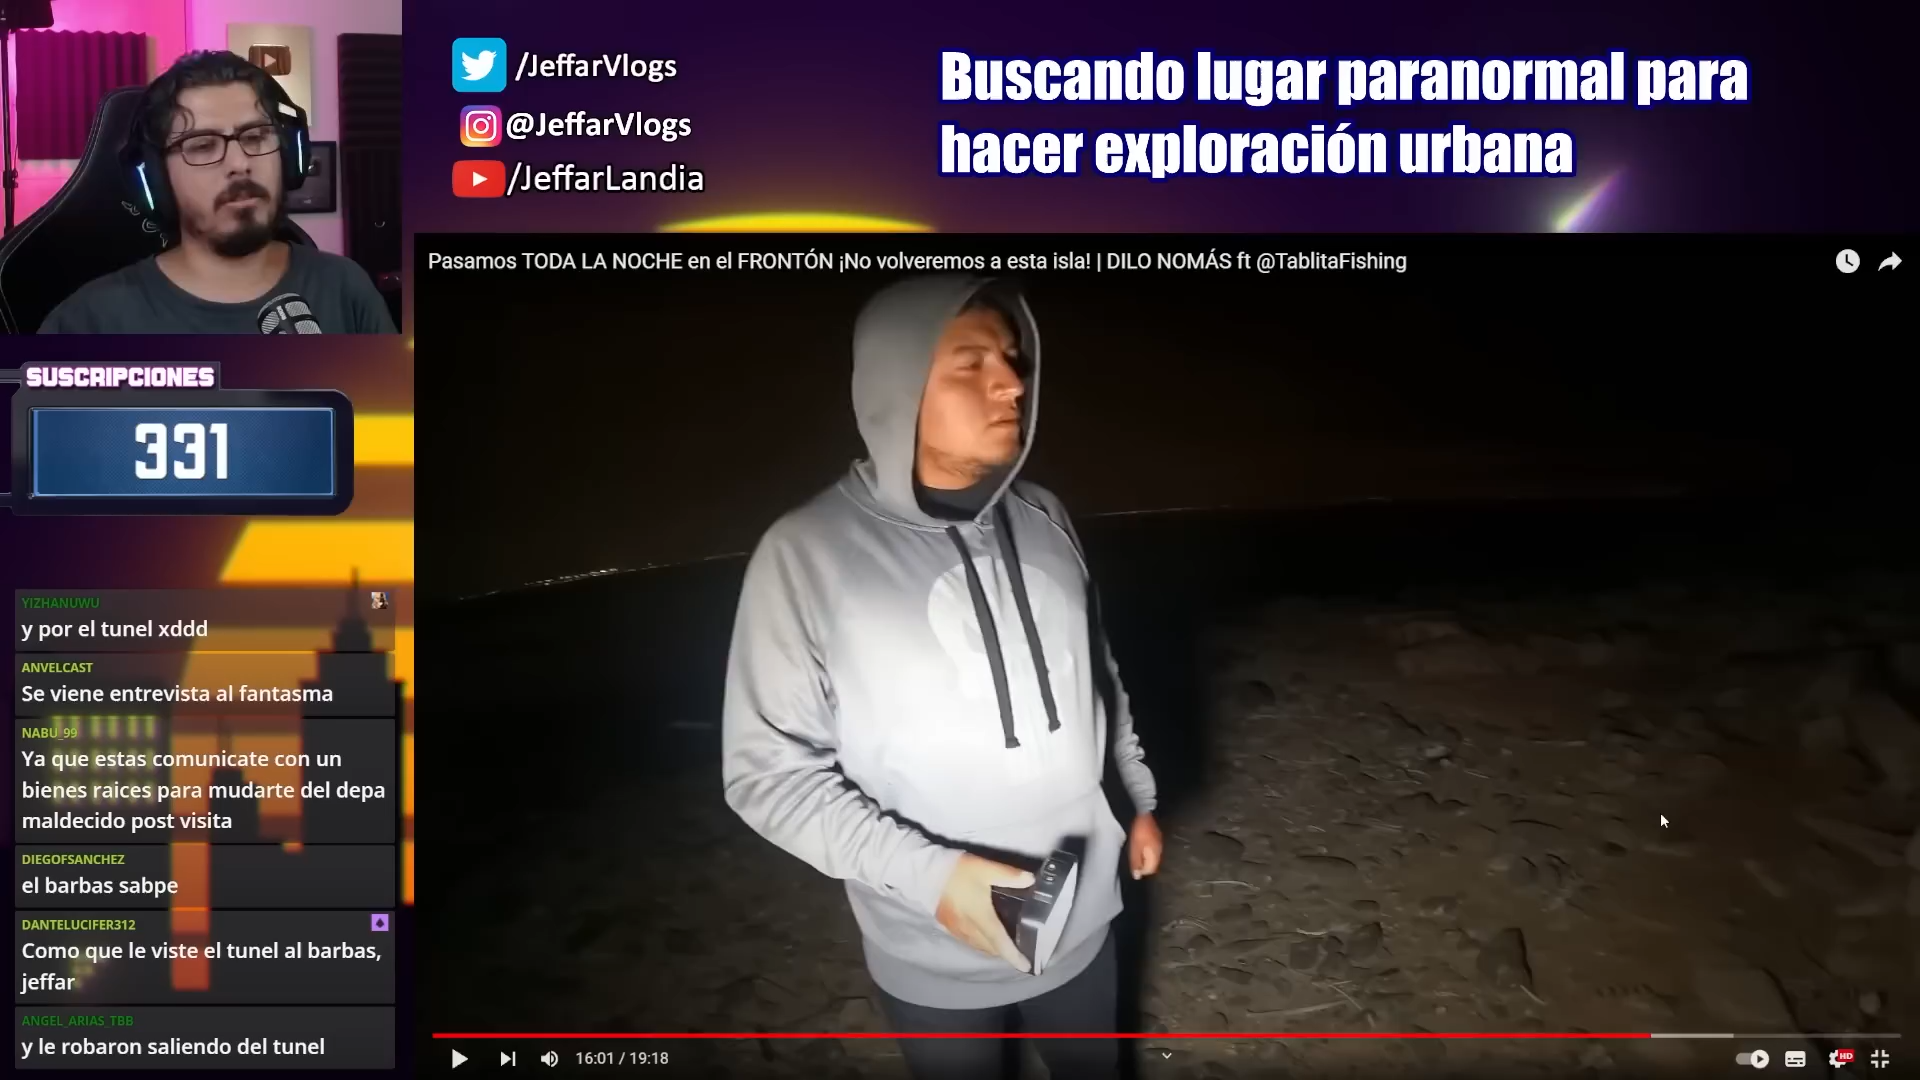 /JeffarVlogs
@JeffarVlogs
/JeffarLandia
Buscando lugar paranormal para
hacer exploración urbana
Pasamos TODA LA NOCHE en el FRONTÓN ¡No volveremos a esta isla! | DILO NOMÁS ft @TablitaFishing
SUSCRIPCIONES
331
YIZHANUWU
y por el tunel xddd
ANVELCAST
Se viene entrevista al fantasma
NABU_99
Ya que estas comunicate con un
bienes raices para mudarte del depa
maldecido post visita
DIEGOFSANCHEZ
el barbas sabpe
DANTELUCIFER312
Como que le viste el tunel al barbas,
jeffar
ANGEL_ARIAS_TBB
y le robaron saliendo del tunel
16:01 / 19:18
HD